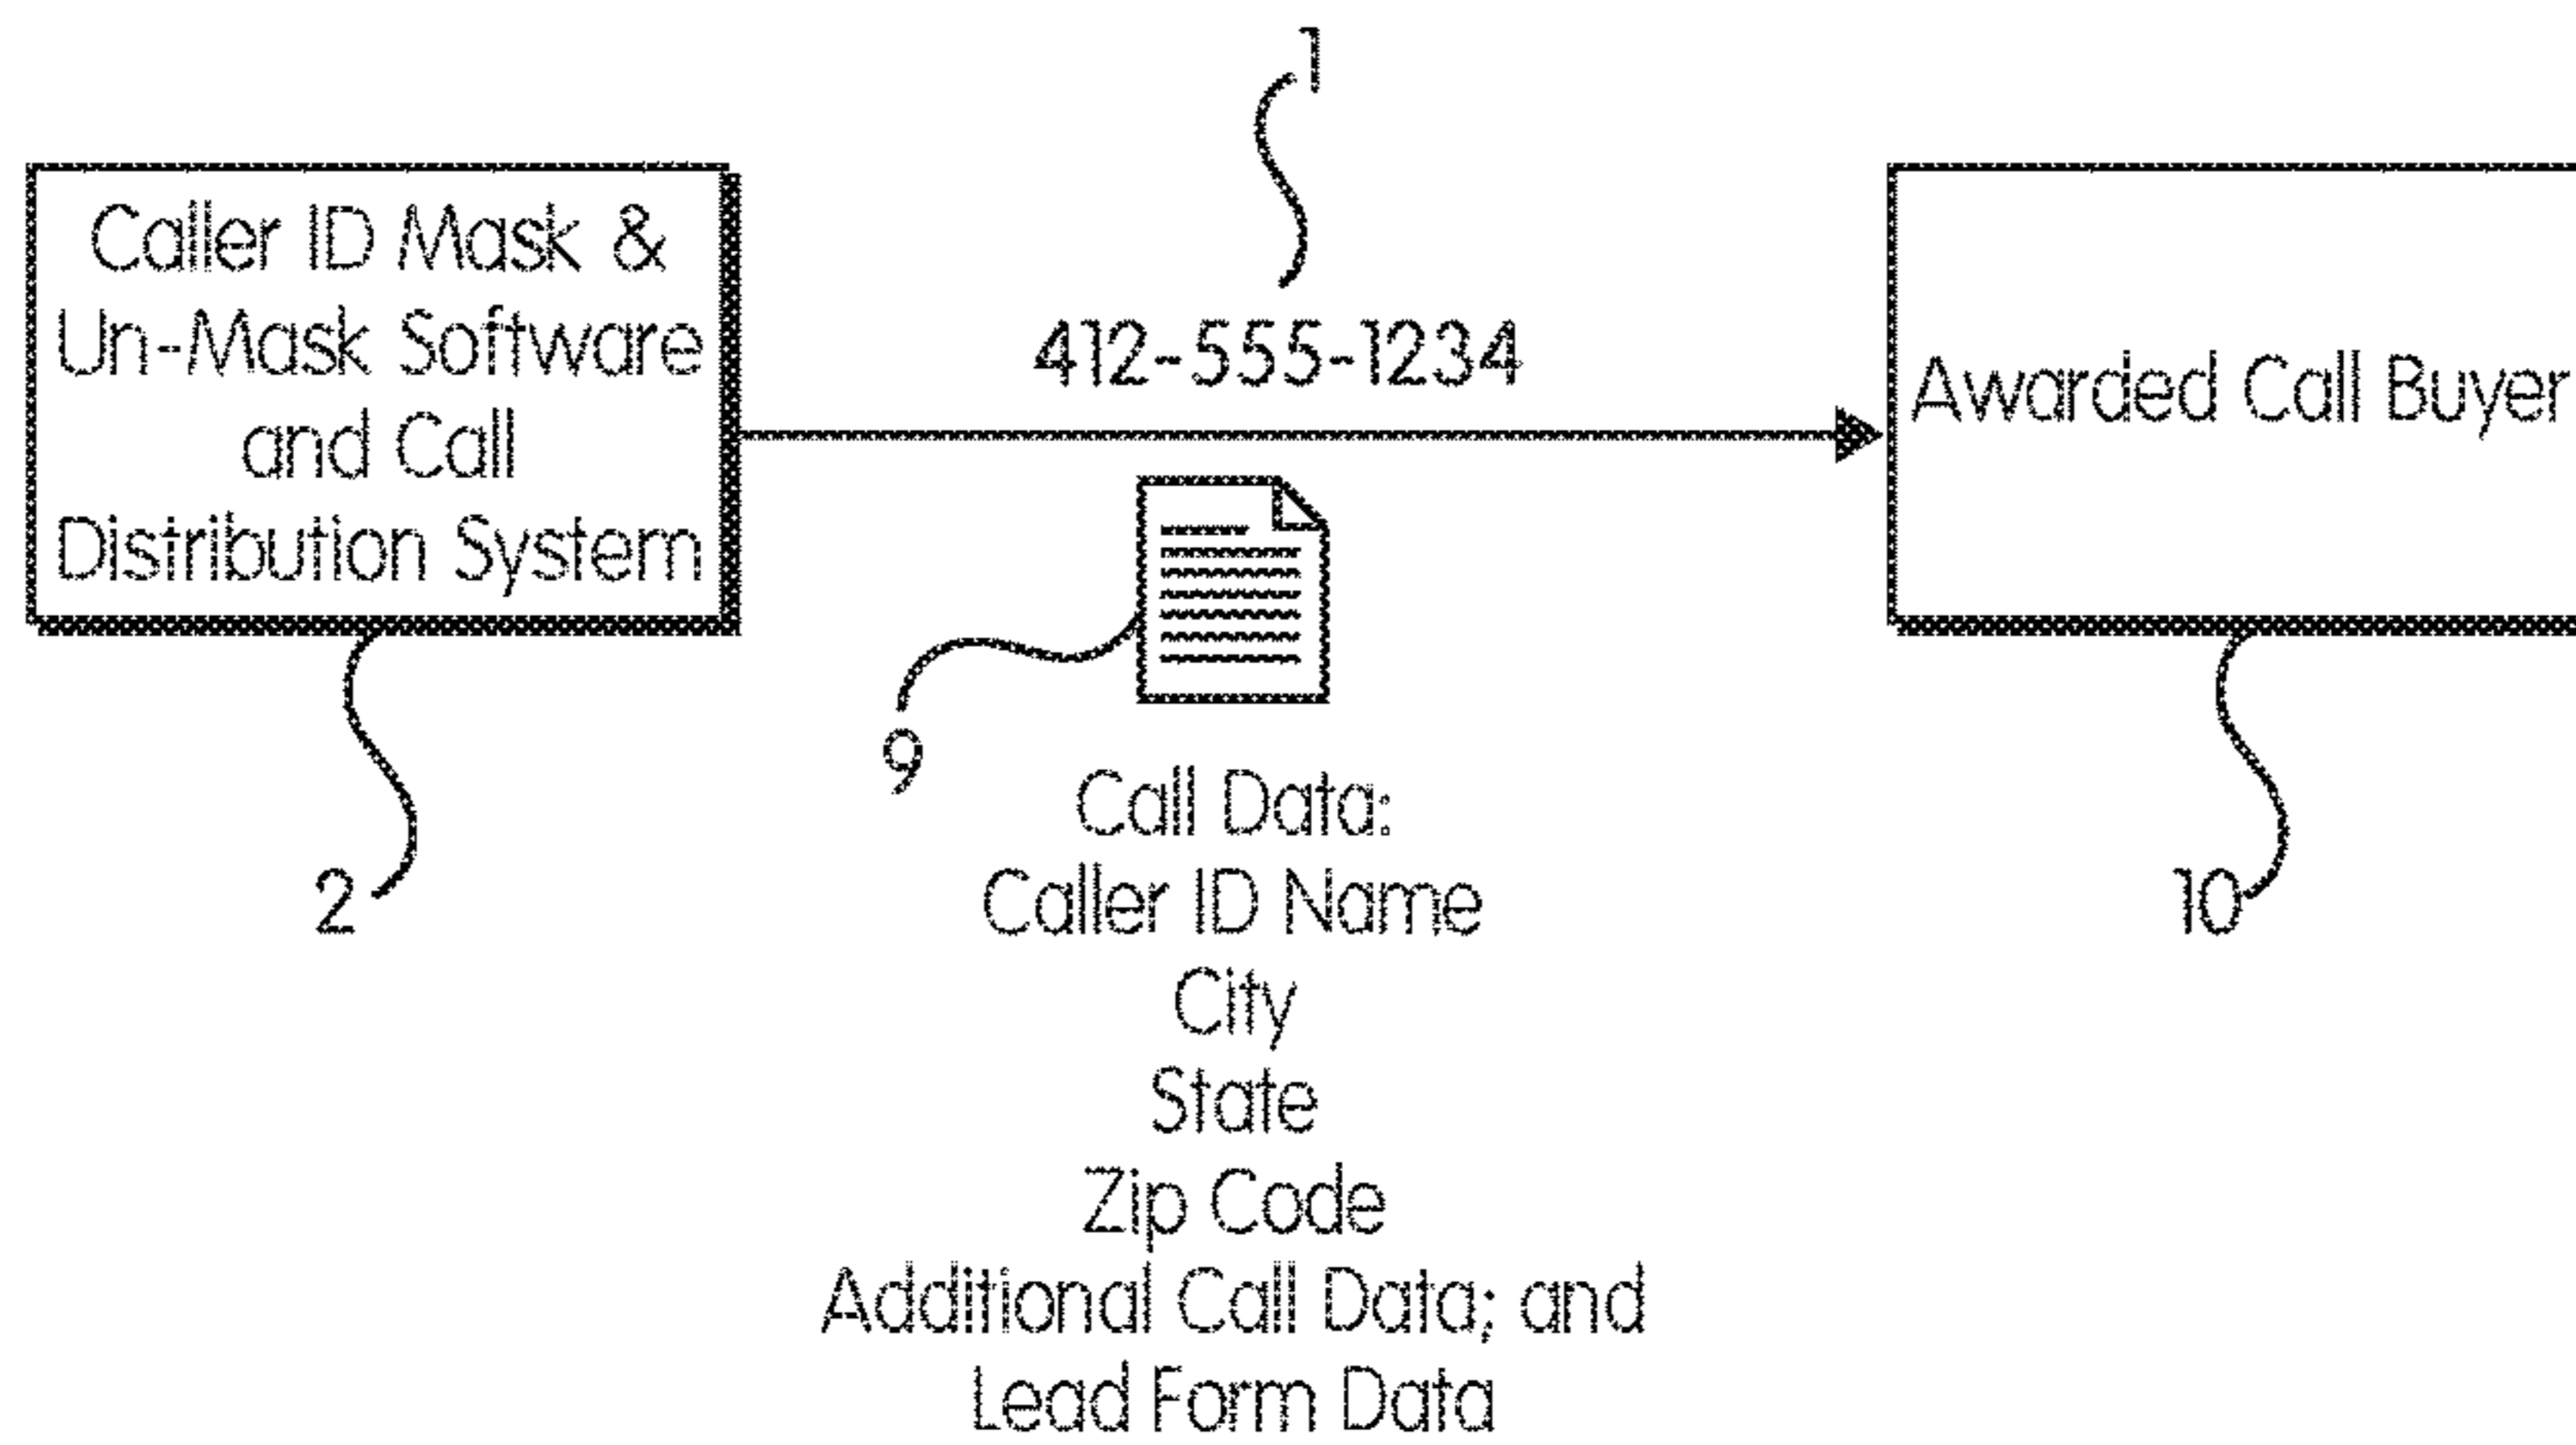 1
Caller ID Mask &
Un-Mask Software
and Call
Distribution System
412-555-1234
Awarded Call Buyer
2
9
10
Call Data:
Caller ID Name
City
State
Zip Code
Additional Call Data; and
Lead Form Data